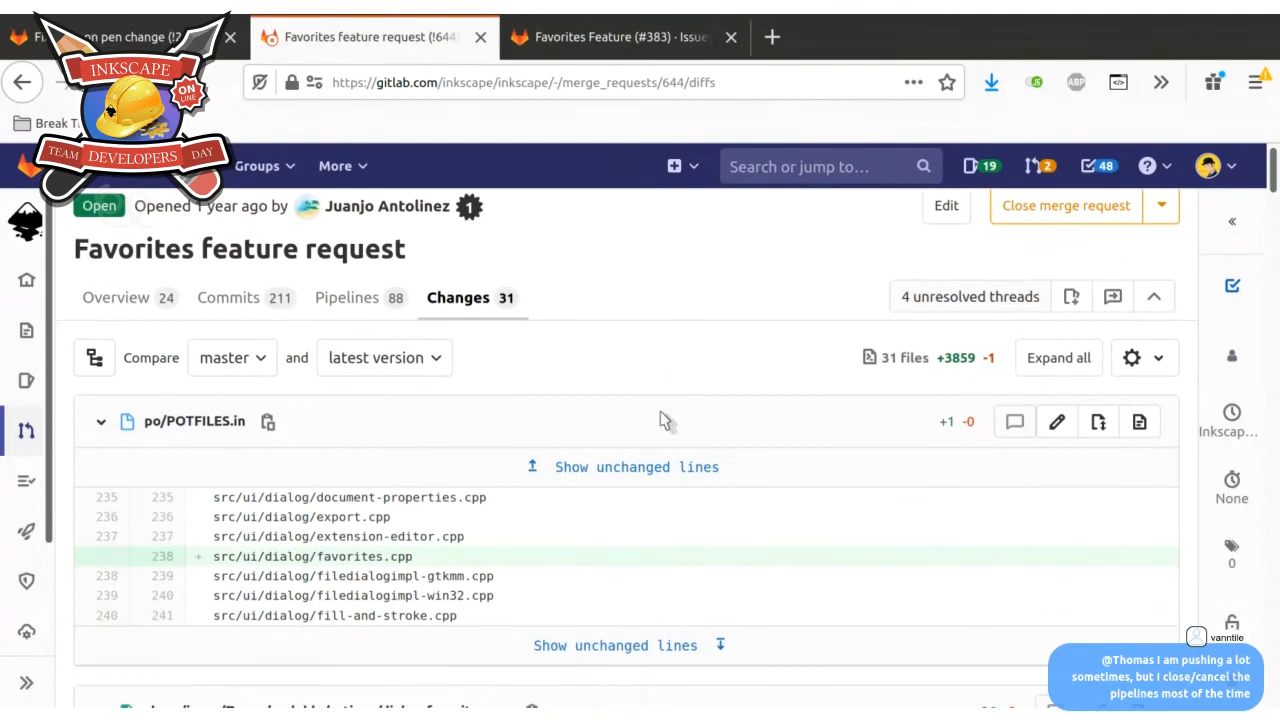 on pen change (!2
Favorites feature request (!644
Favorites Feature (#383) · Issue
https://gitlab.com/inkscape/inkscape/-/merge_requests/644/diffs
ABP
INKSCAPE
ON LINE
TEAM DEVELOPERS DAY
Groups
More
Search or jump to…
19
2
48
Open
Opened 1 year ago by
Juanjo Antolinez
1
Edit
Close merge request
Favorites feature request
Overview 24
Commits 211
Pipelines 88
Changes 31
4 unresolved threads
Compare
master
and
latest version
31 files +3859 -1
Expand all
po/POTFILES.in
+1 -0
Show unchanged lines
235 235 src/ui/dialog/document-properties.cpp
236 236 src/ui/dialog/export.cpp
237 237 src/ui/dialog/extension-editor.cpp
238 + src/ui/dialog/favorites.cpp
238 239 src/ui/dialog/filedialogimpl-gtkmm.cpp
239 240 src/ui/dialog/filedialogimpl-win32.cpp
240 241 src/ui/dialog/fill-and-stroke.cpp
Show unchanged lines
Inkscap...
None
0
vanntile
@Thomas I am pushing a lot
sometimes, but I close/cancel the
pipelines most of the time